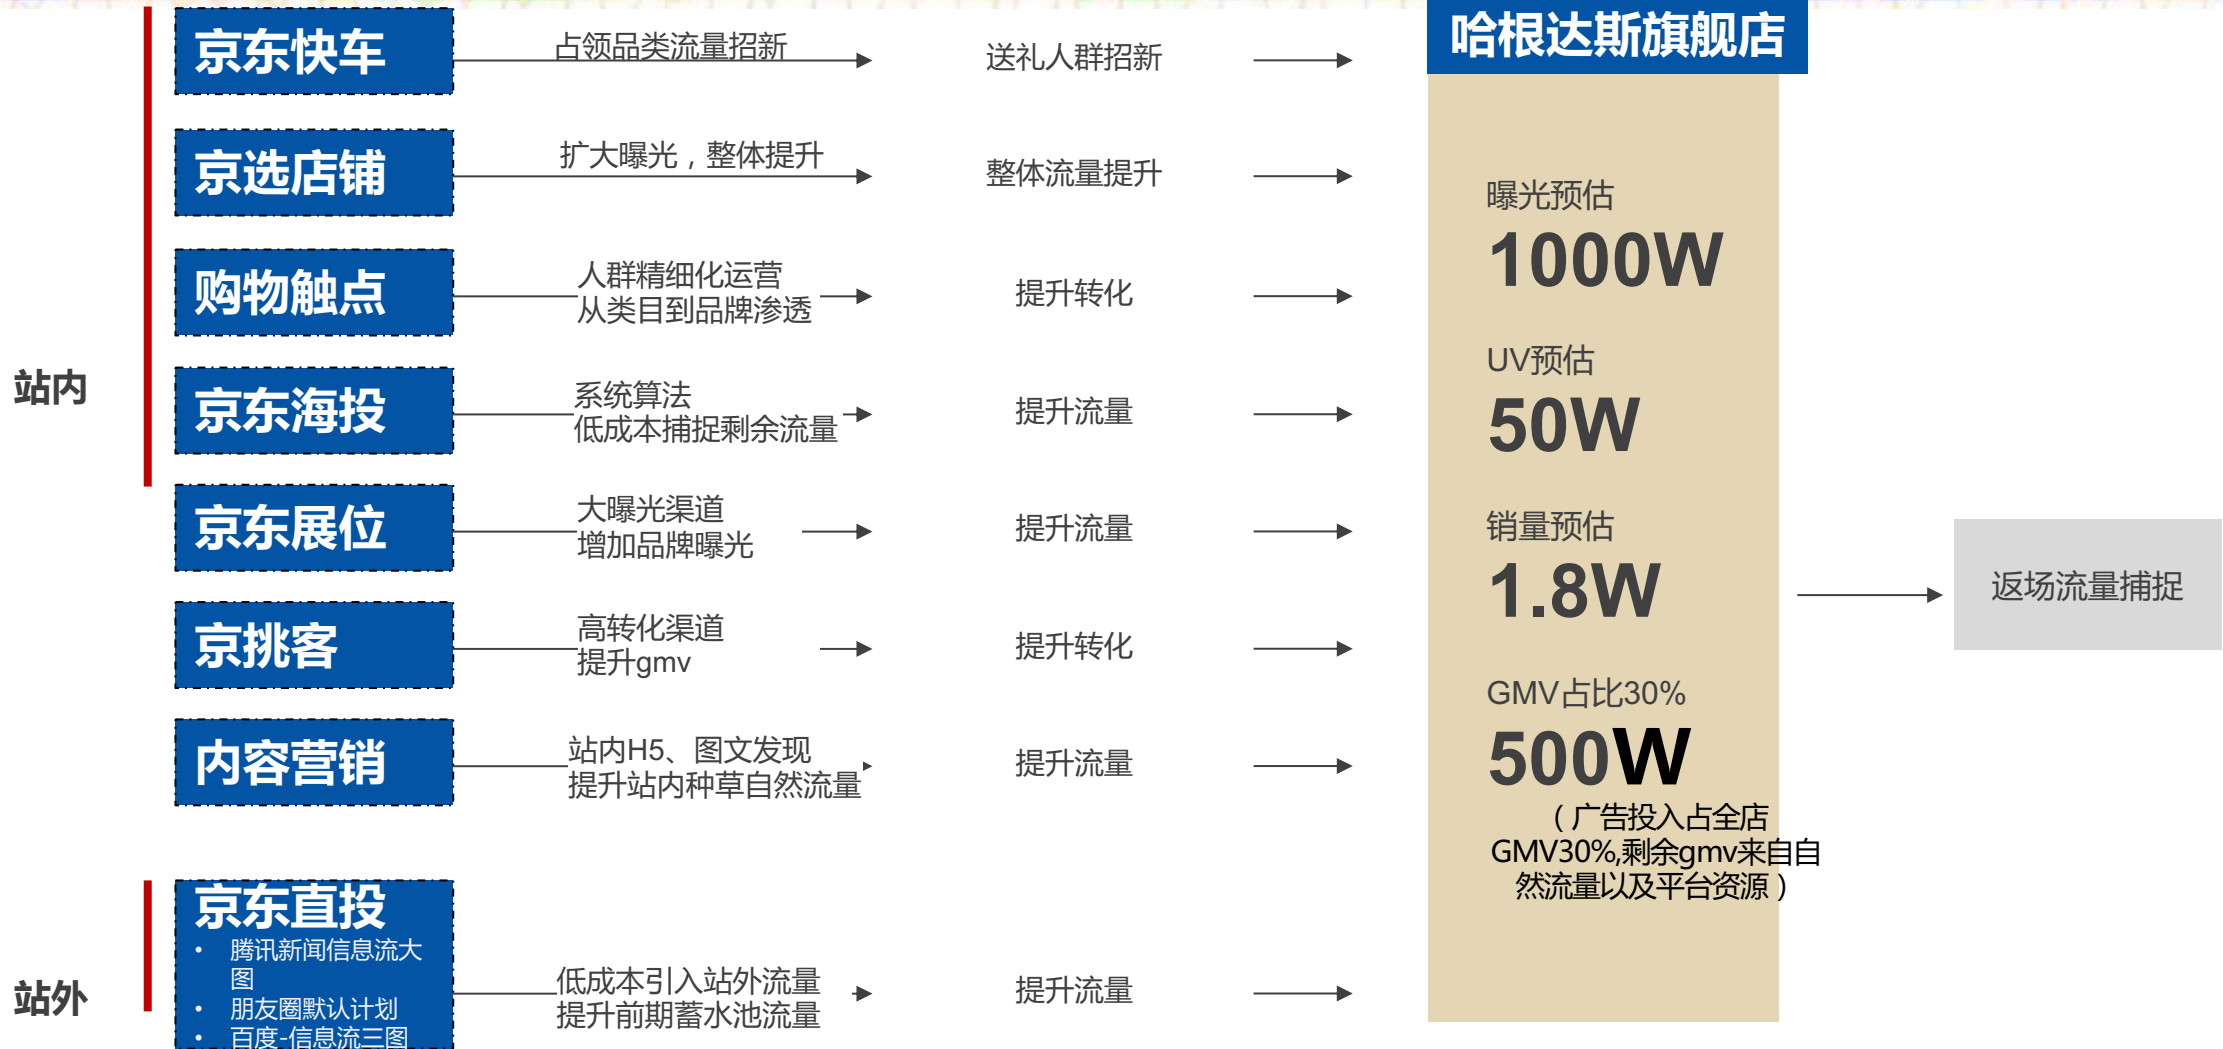 京东快车
占领品类流量招新
送礼人群招新
哈根达斯旗舰店
京选店铺
扩大曝光，整体提升
整体流量提升
曝光预估
1000W
购物触点
人群精细化运营
从类目到品牌渗透
提升转化
UV预估
50W
站内
京东海投
系统算法
低成本捕捉剩余流量
提升流量
京东展位
大曝光渠道
增加品牌曝光
提升流量
销量预估
1.8W
返场流量捕捉
京挑客
高转化渠道
提升gmv
提升转化
GMV占比30%
500W
（广告投入占全店
GMV30%,剩余gmv来自自
然流量以及平台资源）
内容营销
站内H5、图文发现
提升站内种草自然流量
提升流量
站外
京东直投
• 腾讯新闻信息流大
图
• 朋友圈默认计划
• 百度-信息流三图
低成本引入站外流量
提升前期蓄水池流量
提升流量